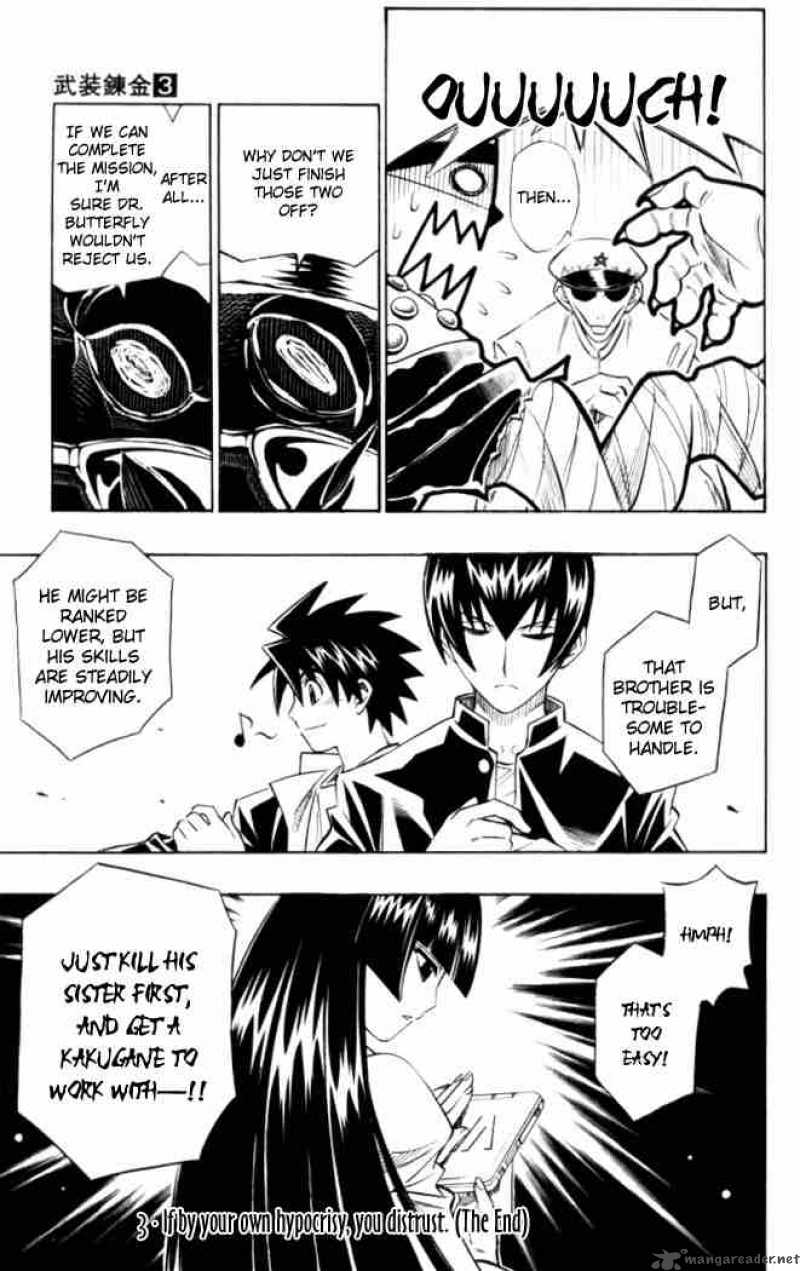 武装錬金3
OUUUUUUCH!
THEN...
WHY DON'T WE
JUST FINISH
THOSE TWO
OFF?
AFTER
ALL...
IF WE CAN
COMPLETE
THE MISSION,
I'M
SURE DR.
BUTTERFLY
WOULDN'T
REJECT US.
BUT,
THAT
BROTHER IS
TROUBLE-
SOME TO
HANDLE.
HE MIGHT BE
RANKED
LOWER, BUT
HIS SKILLS
ARE STEADILY
IMPROVING.
HMPH!
THAT'S
TOO
EASY!
JUST KILL HIS
SISTER FIRST,
AND GET A
KAKUGANE TO
WORK WITH—!!
3 • If by your own hypocrisy, you distrust. (The End)
mangareader.net